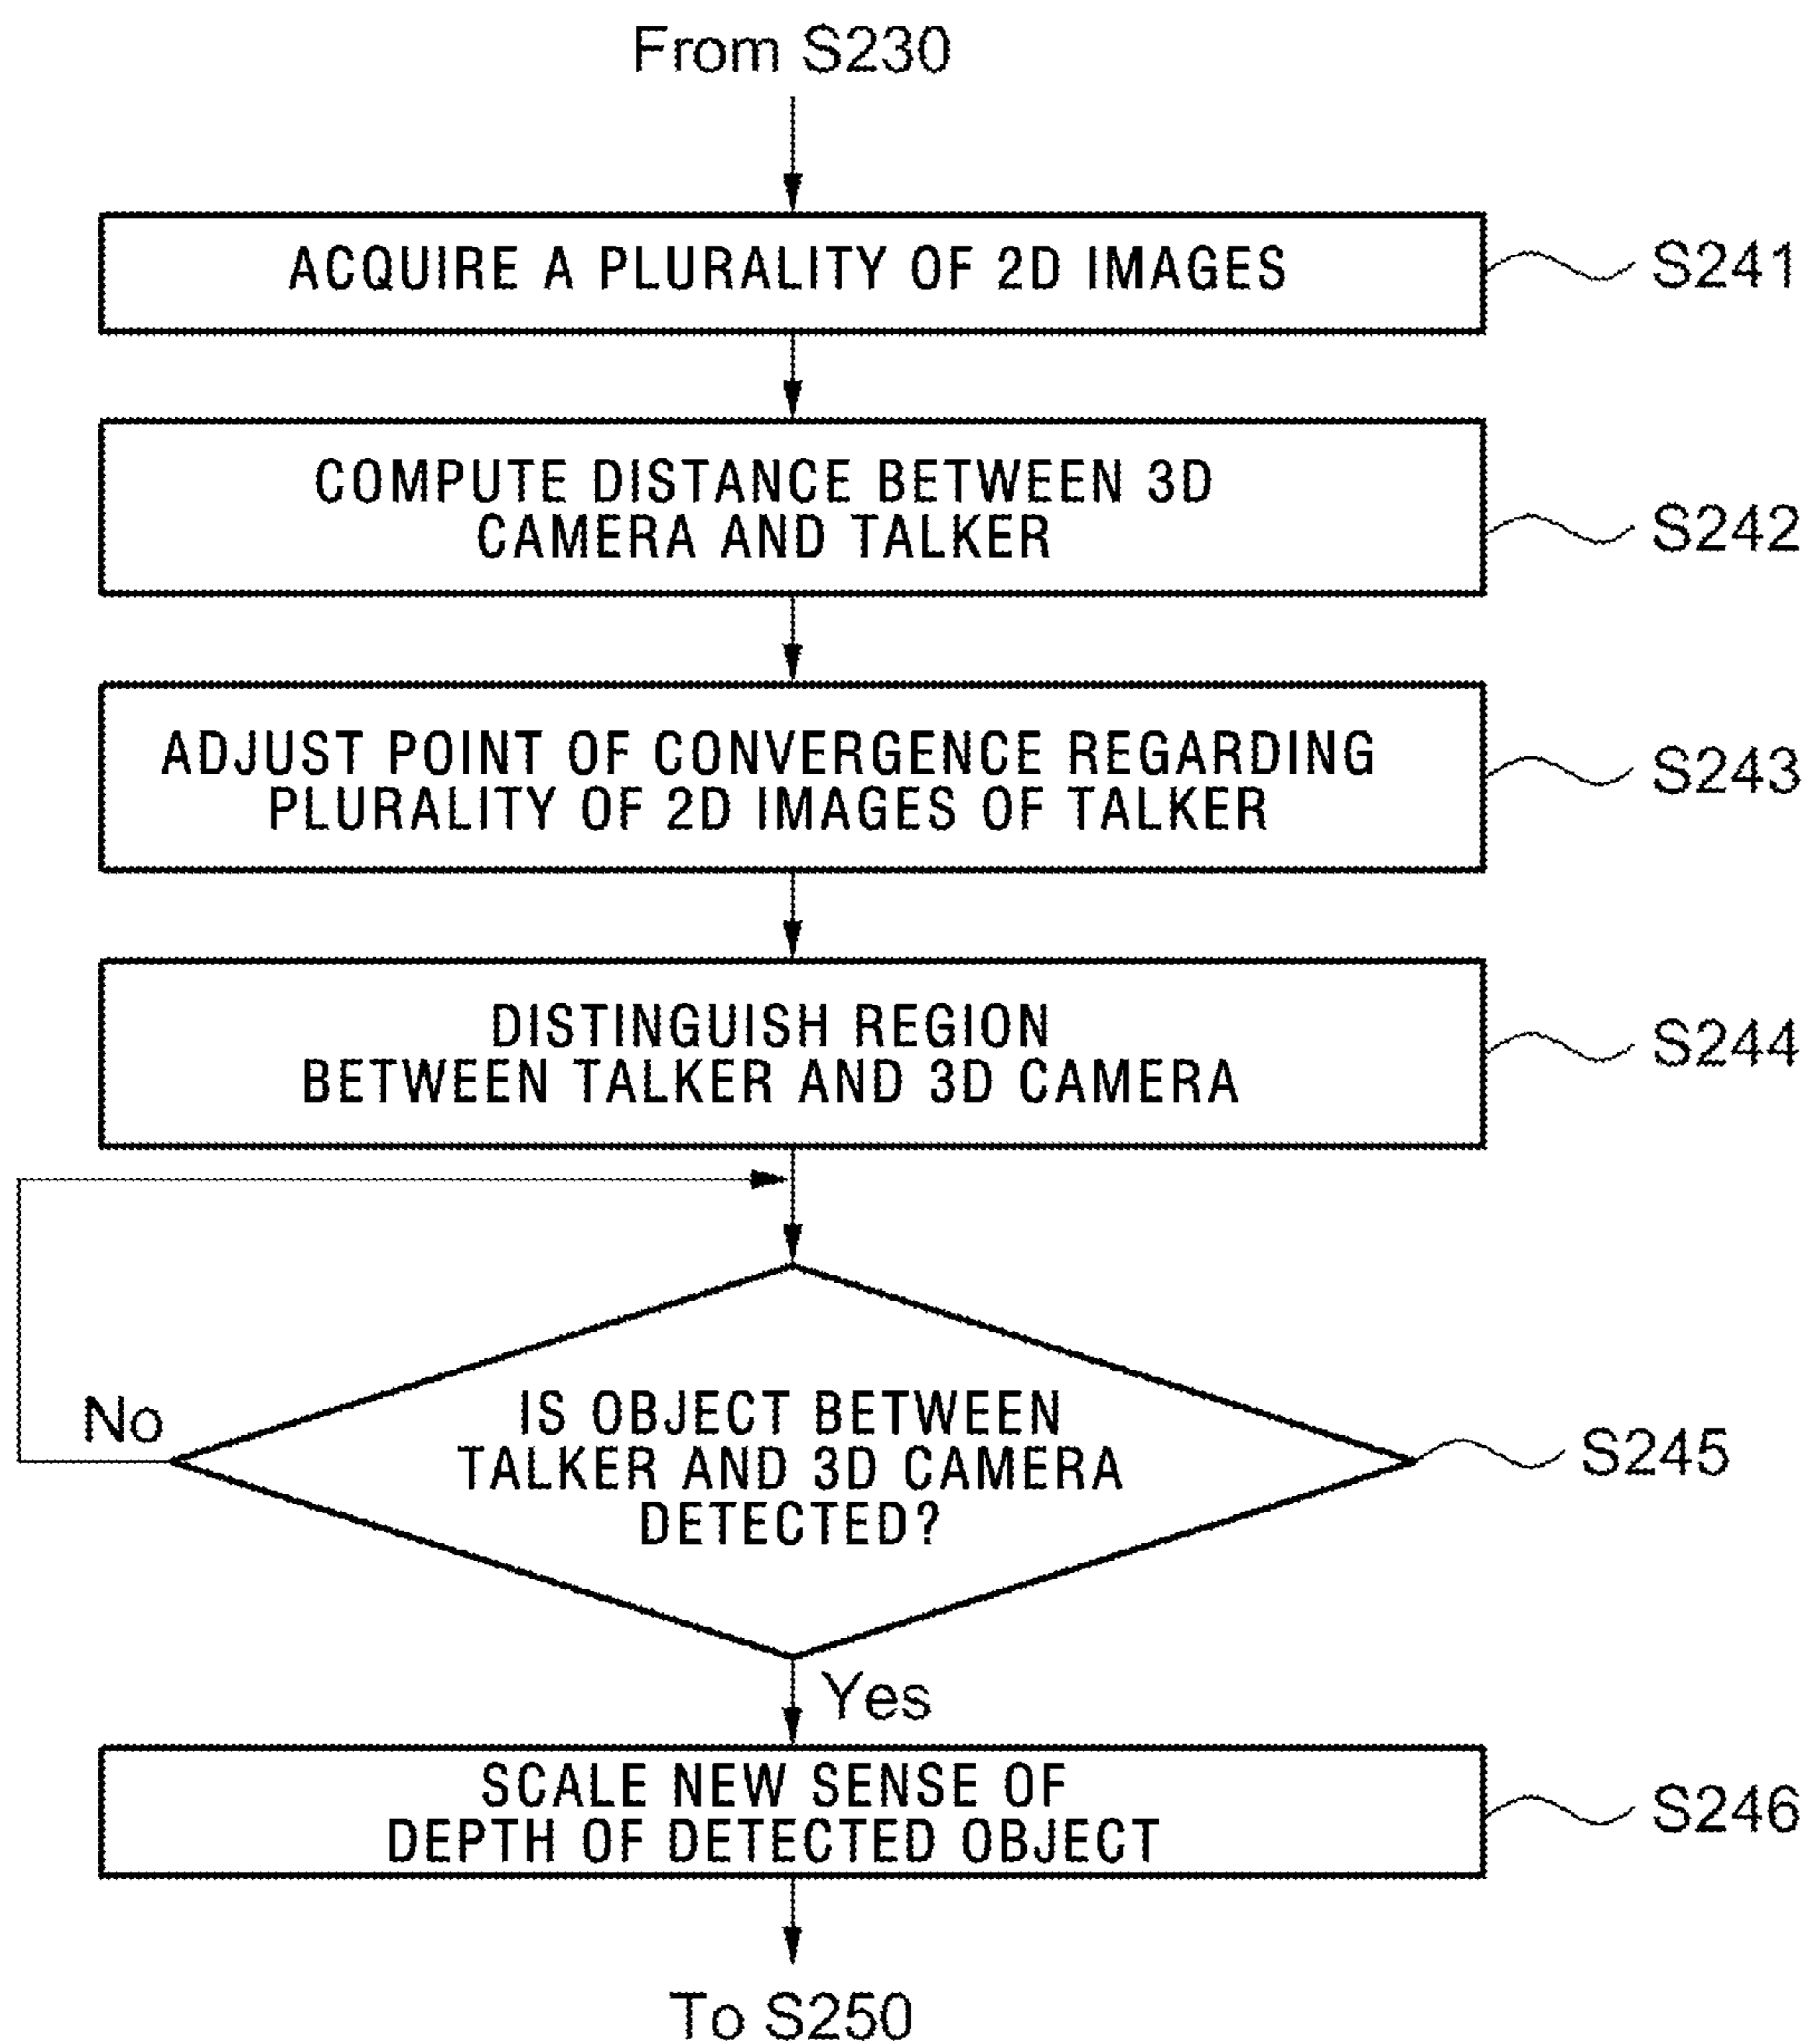 From S230
ACQUIRE A PLURALITY OF 2D IMAGES
S241
COMPUTE DISTANCE BETWEEN 3D
CAMERA AND TALKER
S242
ADJUST POINT OF CONVERGENCE REGARDING
PLURALITY OF 2D IMAGES OF TALKER
S243
DISTINGUISH REGION
BETWEEN TALKER AND 3D CAMERA
S244
No
IS OBJECT BETWEEN
TALKER AND 3D CAMERA
DETECTED?
S245
Yes
SCALE NEW SENSE OF
DEPTH OF DETECTED OBJECT
S246
To S250